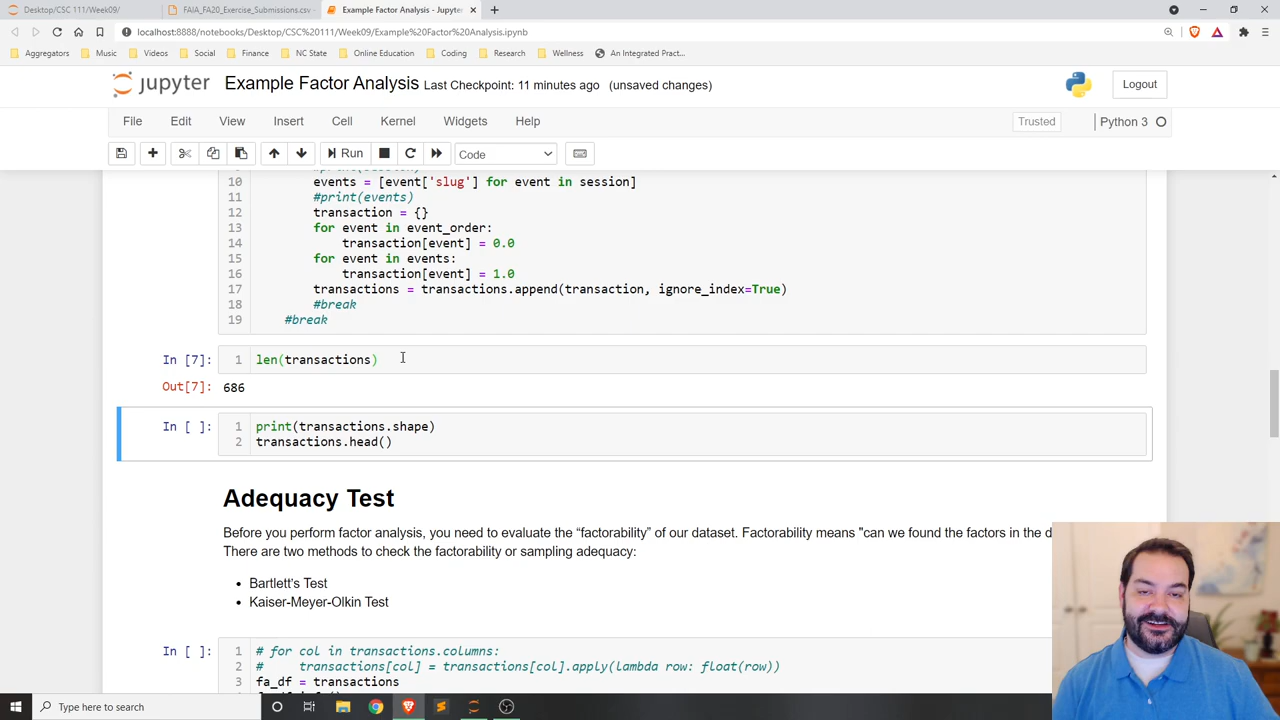 Desktop/CSC 111/Week09/
FAIA_FA20_Exercise_Submissions.csv
Example Factor Analysis - Jupyter
localhost:8888/notebooks/Desktop/CSC%20111/Week09/Example%20Factor%20Analysis.ipynb
Aggregators Music Videos Social Finance NC State Online Education Coding Research Wellness An Integrated Pract...
jupyter Example Factor Analysis Last Checkpoint: 11 minutes ago (unsaved changes) Logout
File Edit View Insert Cell Kernel Widgets Help Trusted Python 3
Run Code
10 events = [event['slug'] for event in session]
11 #print(events)
12 transaction = {}
13 for event in event_order:
14 transaction[event] = 0.0
15 for event in events:
16 transaction[event] = 1.0
17 transactions = transactions.append(transaction, ignore_index=True)
18 #break
19 #break
In [7]: 1 len(transactions)
Out[7]: 686
In [ ]: 1 print(transactions.shape)
2 transactions.head()
Adequacy Test
Before you perform factor analysis, you need to evaluate the “factorability” of our dataset. Factorability means "can we found the factors in the d
There are two methods to check the factorability or sampling adequacy:
• Bartlett's Test
• Kaiser-Meyer-Olkin Test
In [ ]: 1 # for col in transactions.columns:
2 # transactions[col] = transactions[col].apply(lambda row: float(row))
3 fa_df = transactions
Type here to search